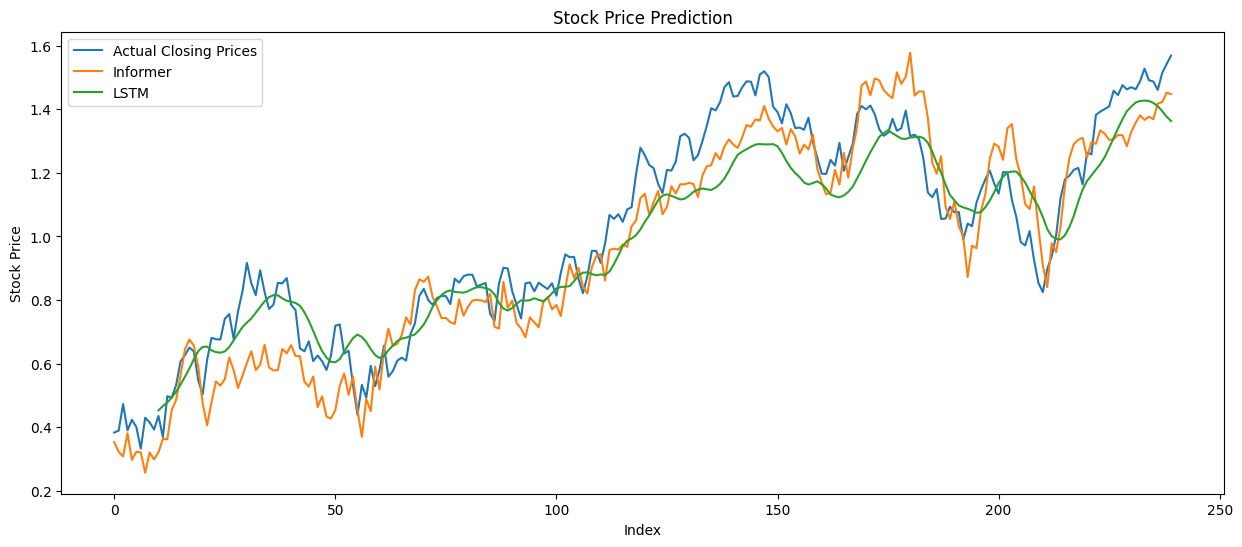 Stock Price Prediction
Actual Closing Prices
Informer
LSTM
Stock Price
1.6
1.4
1.2
1.0
0.8
0.6
0.4
0.2
0 50 100 150 200 250
Index